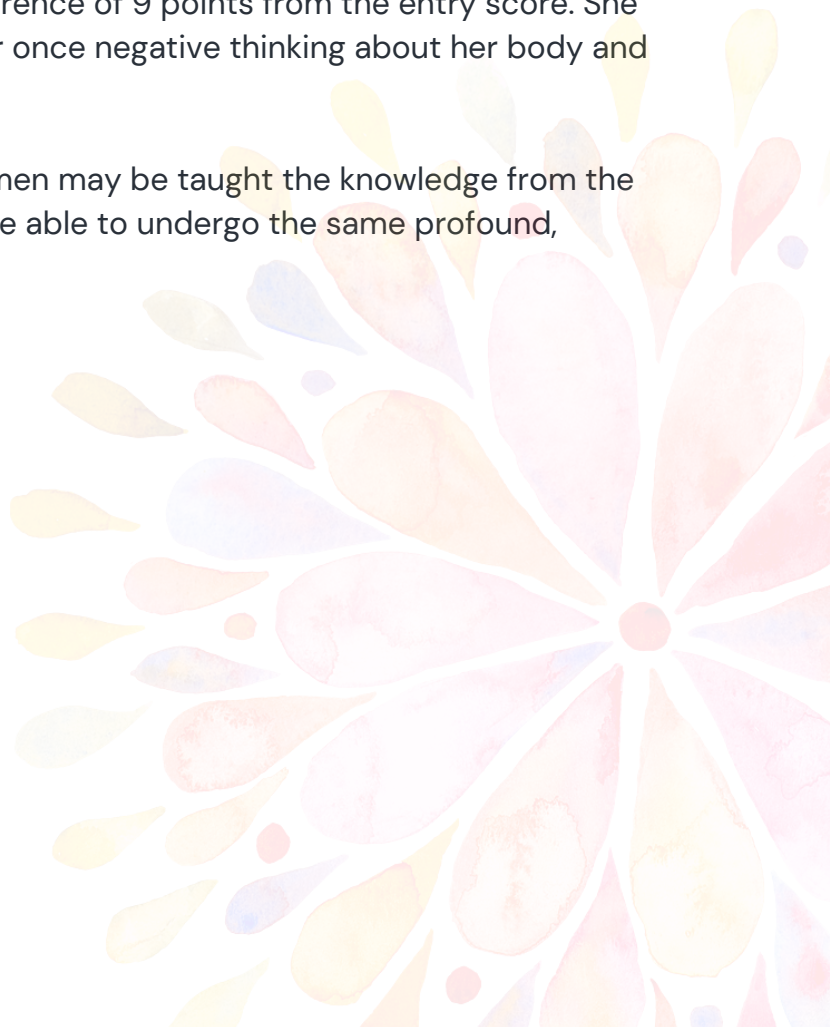 rence of 9 points from the entry score. She
once negative thinking about her body and
men may be taught the knowledge from the
e able to undergo the same profound,